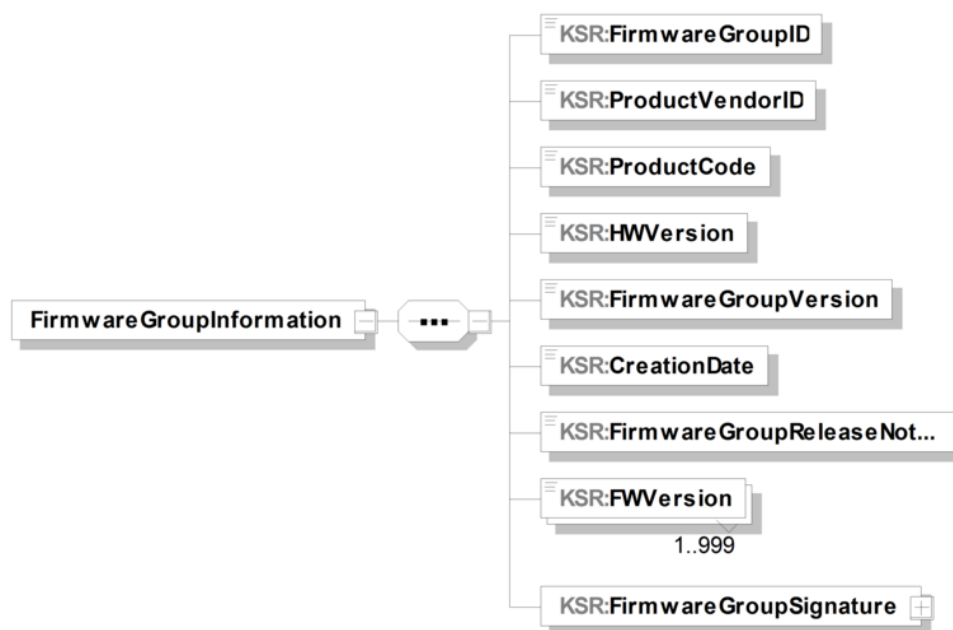 KSR:FirmwareGroupID
KSR:ProductVendorID
KSR:ProductCode
KSR:HWVersion
KSR:FirmwareGroupVersion
FirmwareGroupInformation
KSR:CreationDate
KSR:FirmwareGroupReleaseNot...
KSR:FWVersion
1..999
KSR:FirmwareGroupSignature